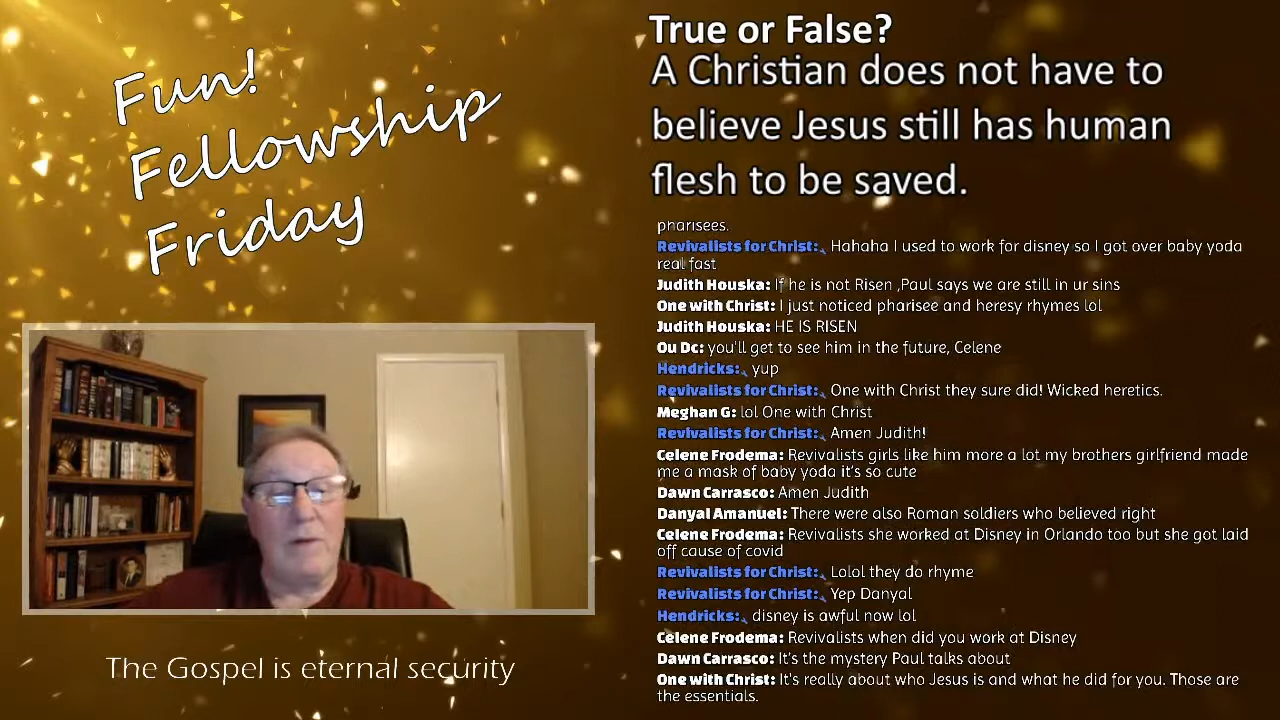 Fun!
Fellowship
Friday
The Gospel is eternal security
True or False?
A Christian does not have to
believe Jesus still has human
flesh to be saved.
pharisees.
Revivalists for Christ: Hahaha I used to work for disney so I got over baby yoda
real fast
Judith Houska: If he is not Risen ,Paul says we are still in ur sins
One with Christ: I just noticed pharisee and heresy rhymes lol
Judith Houska: HE IS RISEN
Ou Dc: you'll get to see him in the future, Celene
Hendricks: yup
Revivalists for Christ: One with Christ they sure did! Wicked heretics.
Meghan G: lol One with Christ
Revivalists for Christ: Amen Judith!
Celene Frodema: Revivalists girls like him more a lot my brothers girlfriend made
me a mask of baby yoda it's so cute
Dawn Carrasco: Amen Judith
Danyal Amanuel: There were also Roman soldiers who believed right
Celene Frodema: Revivalists she worked at Disney in Orlando too but she got laid
off cause of covid
Revivalists for Christ: Lolol they do rhyme
Revivalists for Christ: Yep Danyal
Hendricks: disney is awful now lol
Celene Frodema: Revivalists when did you work at Disney
Dawn Carrasco: It's the mystery Paul talks about
One with Christ: It's really about who Jesus is and what he did for you. Those are
the essentials.